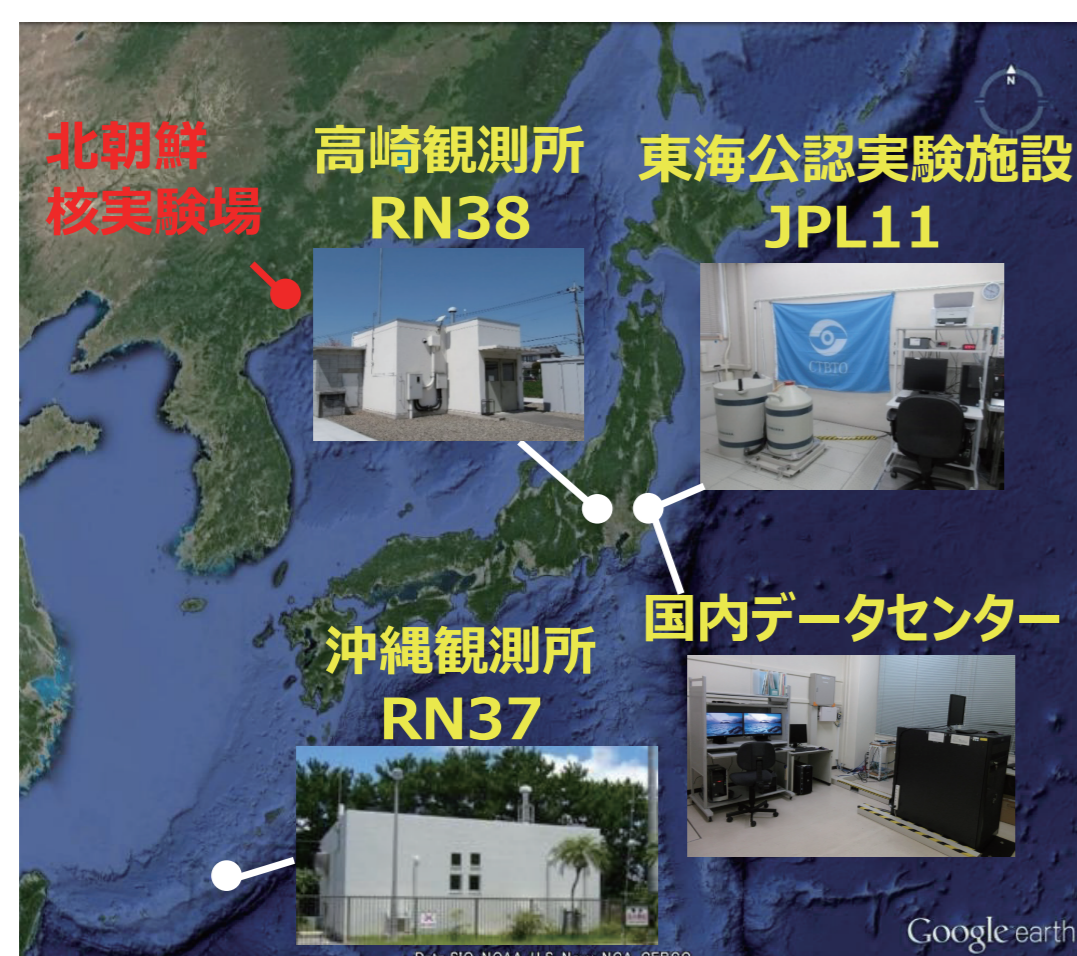 北朝鮮
核実験場
高崎観測所
RN38
東海公認実験施設
JPL11
N
CTBTO
国内データセンター
沖縄観測所
RN37
Google earth